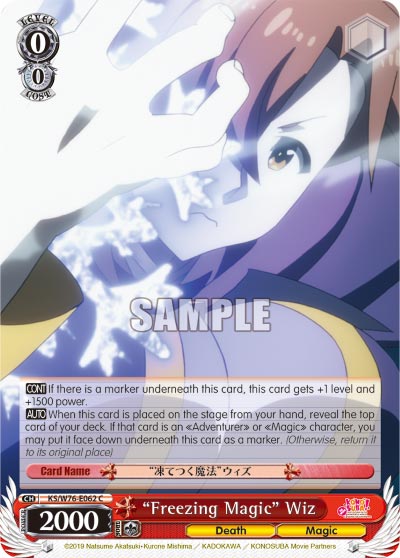 LEVEL
0
0
COST
SAMPLE
CONT If there is a marker underneath this card, this card gets +1 level and
+1500 power.
AUTO When this card is placed on the stage from your hand, reveal the
top card of your deck. If that card is an «Adventurer» or «Magic» character, you
may put it face down underneath this card as a marker. (Otherwise, return it
to its original place)
Card Name
“凍てつく魔法”ウィズ
CH KS/W76-E062 C
2000
“Freezing Magic” Wiz
Death
Magic
©2019 Natsume Akatsuki・Kurone Mishima / KADOKAWA / KONOSUBA Movie Partners